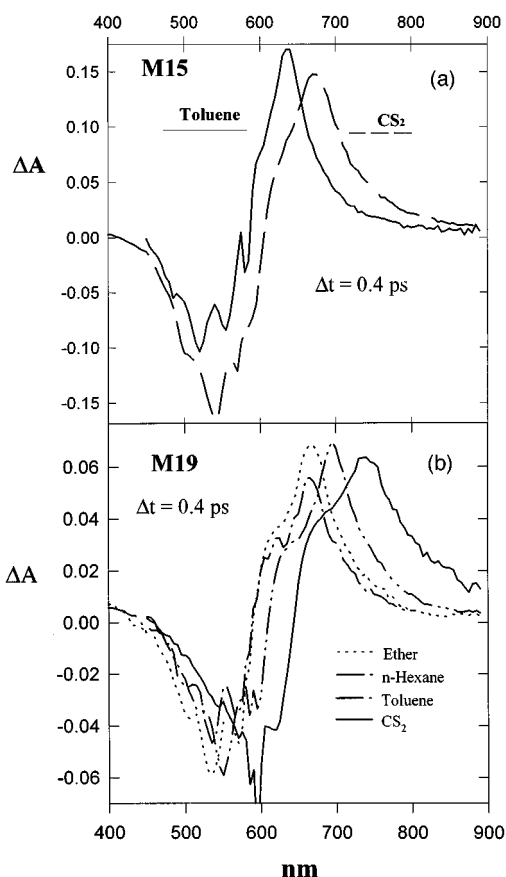 400 500 600 700 800 900
M15
(a)
Toluene
CS₂
0.15
0.10
0.05
0.00
-0.05
-0.10
-0.15
ΔA
Δt = 0.4 ps
M19
(b)
Δt = 0.4 ps
0.06
0.04
0.02
0.00
-0.02
-0.04
-0.06
ΔA
Ether
n-Hexane
Toluene
CS₂
400 500 600 700 800 900
nm